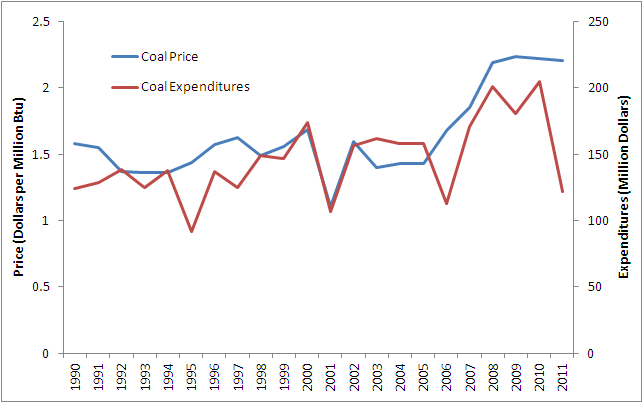 2.5
2
1.5
1
0.5
0
Price (Dollars per Million Btu)
Coal Price
Coal Expenditures
250
200
150
100
50
0
Expenditures (Million Dollars)
1990 1991 1992 1993 1994 1995 1996 1997 1998 1999 2000 2001 2002 2003 2004 2005 2006 2007 2008 2009 2010 2011